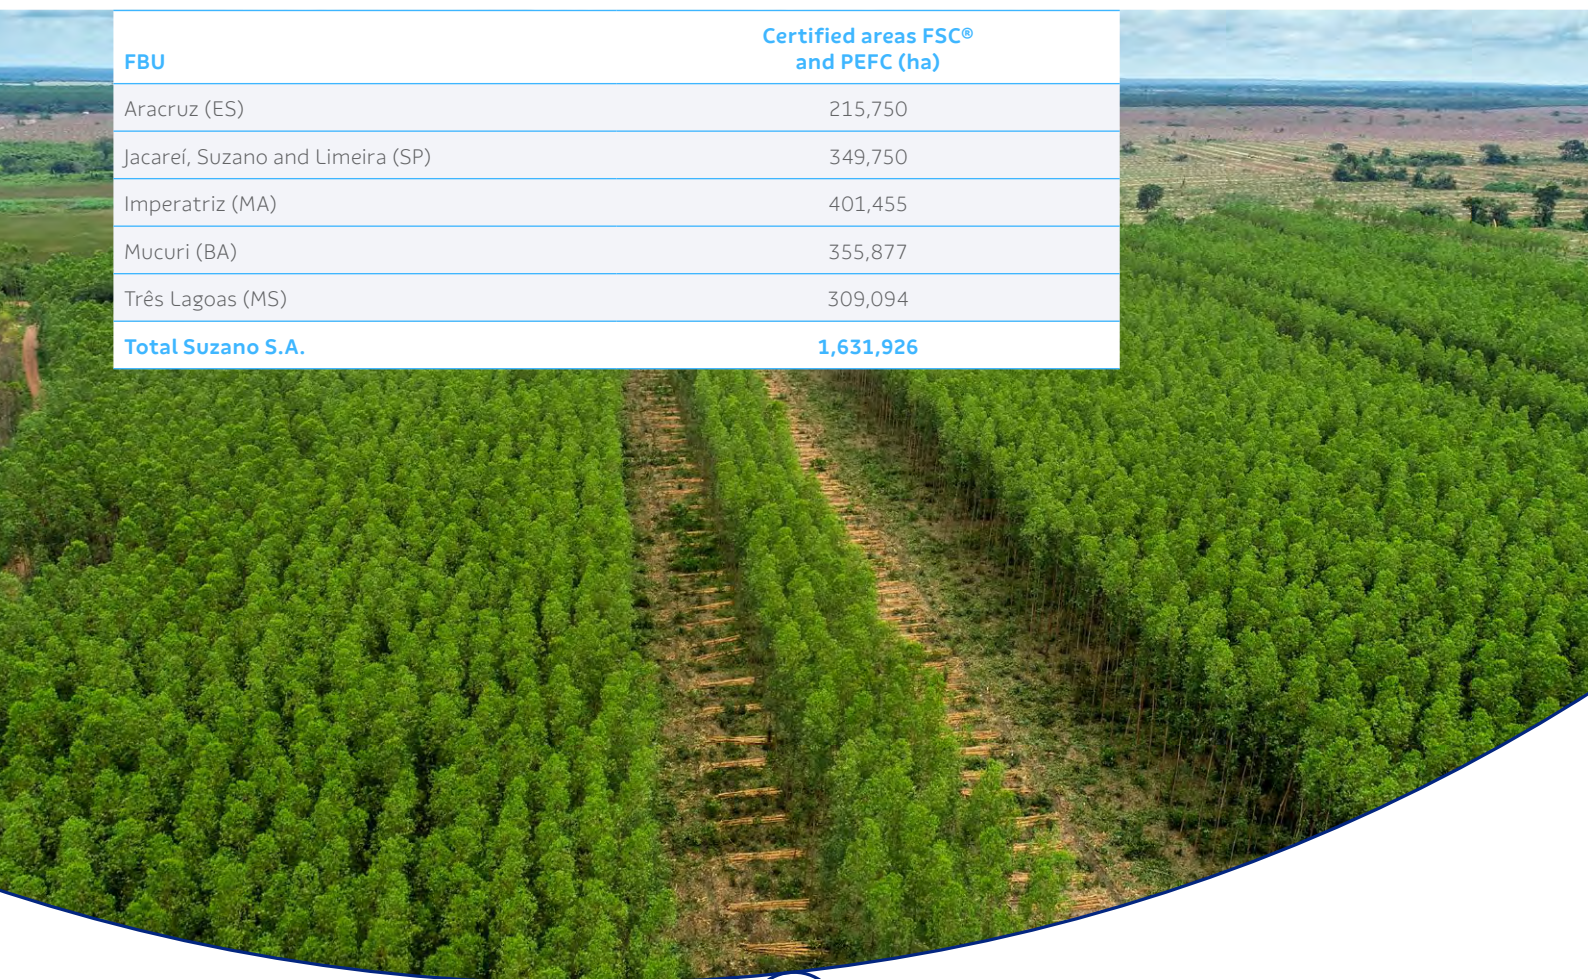 FBU
Certified areas FSC®
and PEFC (ha)
Aracruz (ES) 215,750
Jacareí, Suzano and Limeira (SP) 349,750
Imperatriz (MA) 401,455
Mucuri (BA) 355,877
Três Lagoas (MS) 309,094
Total Suzano S.A. 1,631,926